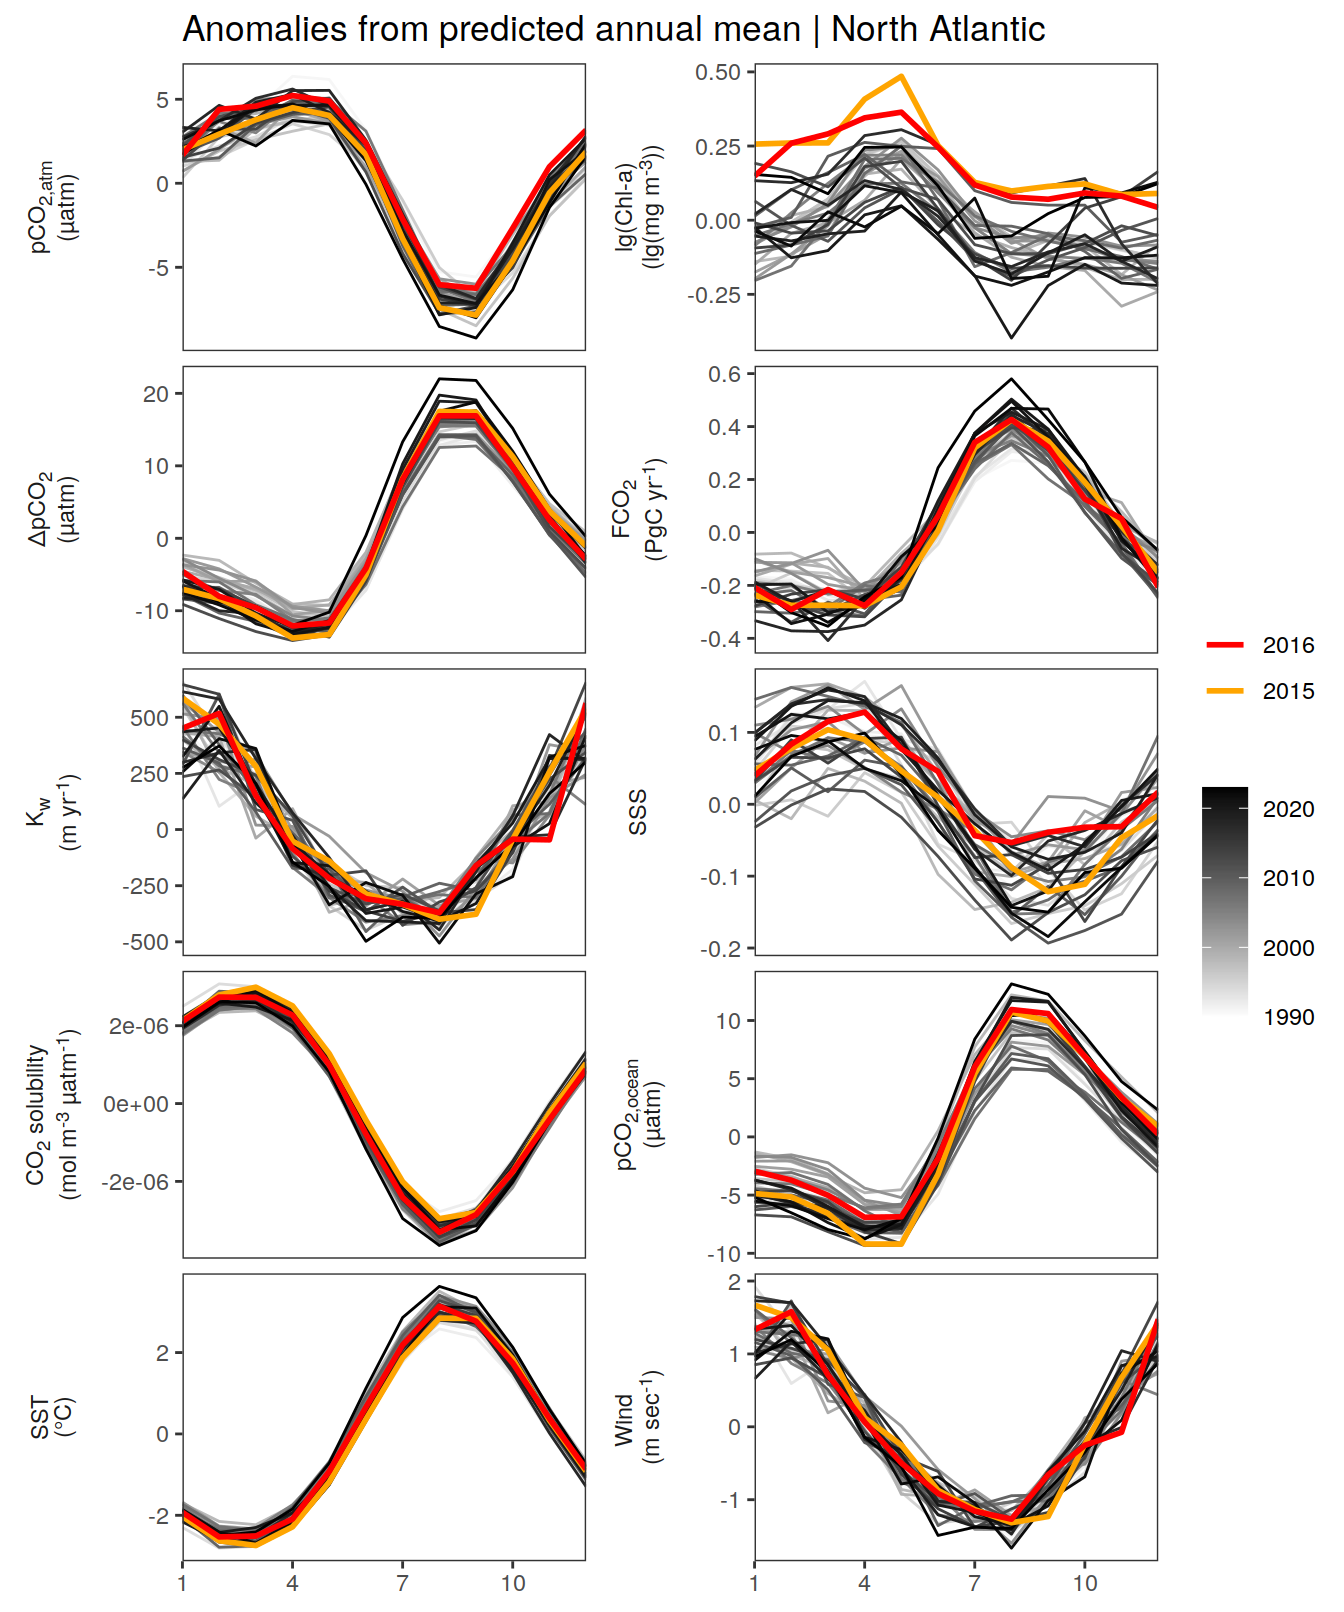 Anomalies from predicted annual mean | North Atlantic
pCO2,atm
(µatm)
5
0
-5
lg(Chl-a)
(lg(mg m-3))
0.50
0.25
0.00
-0.25
ΔpCO2
(µatm)
20
10
0
-10
FCO2
(PgC yr-1)
0.6
0.4
0.2
0.0
-0.2
-0.4
Kw
(m yr-1)
500
250
0
-250
-500
SSS
0.1
0.0
-0.1
-0.2
CO2 solubility
(mol m-3 µatm-1)
2e-06
0e+00
-2e-06
pCO2,ocean
(µatm)
10
5
0
-5
-10
SST
(°C)
2
0
-2
1 4 7 10
Wind
(m sec-1)
2
1
0
-1
1 4 7 10
2016
2015
2020
2010
2000
1990